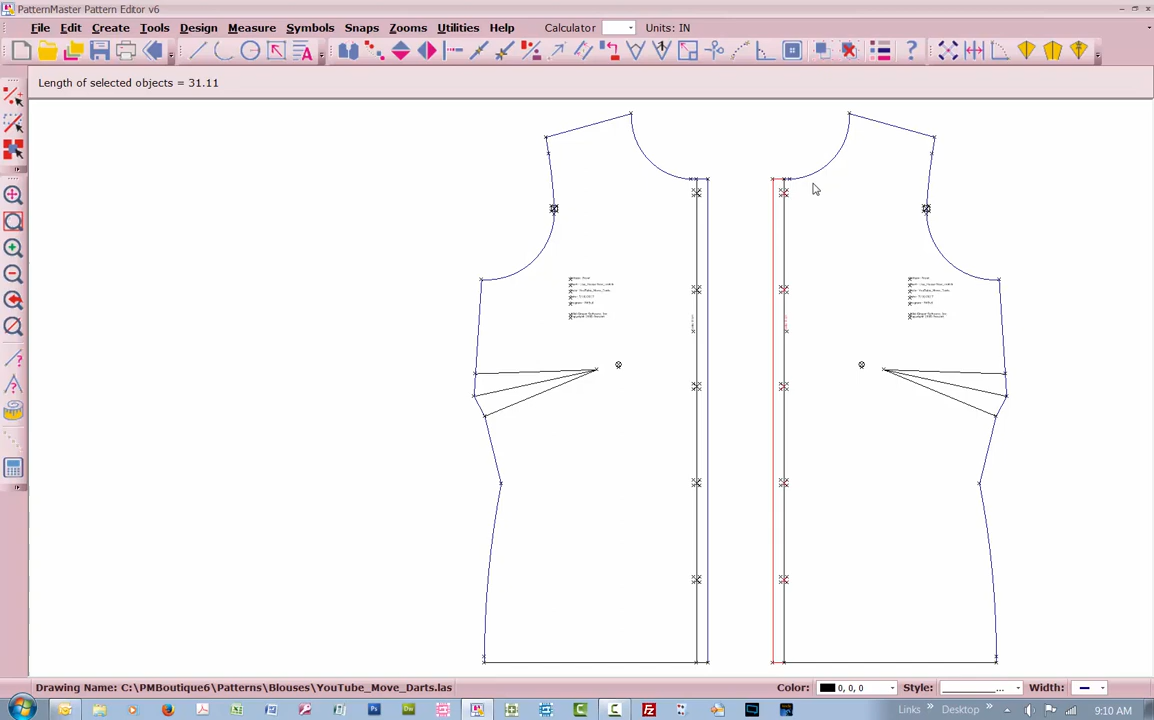 PatternMaster Pattern Editor v6
File Edit Create Tools Design Measure Symbols Snaps Zooms Utilities Help Calculator Units: IN
Length of selected objects = 31.11
Drawing Name: C:\PMBoutique6\Patterns\Blouses\YouTube_Move_Darts.las Color: 0, 0, 0 Style: ... Width:
Links » Desktop » 9:10 AM